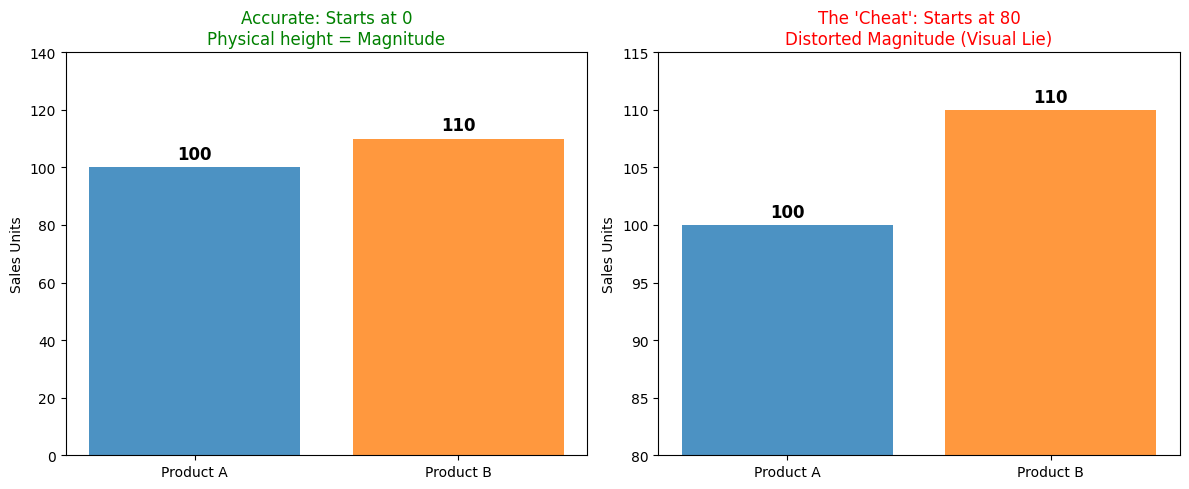 Accurate: Starts at 0
Physical height = Magnitude
140
120
100
80
60
40
20
0
Sales Units
100
110
Product A
Product B
The 'Cheat': Starts at 80
Distorted Magnitude (Visual Lie)
115
110
105
100
95
90
85
80
Sales Units
100
110
Product A
Product B